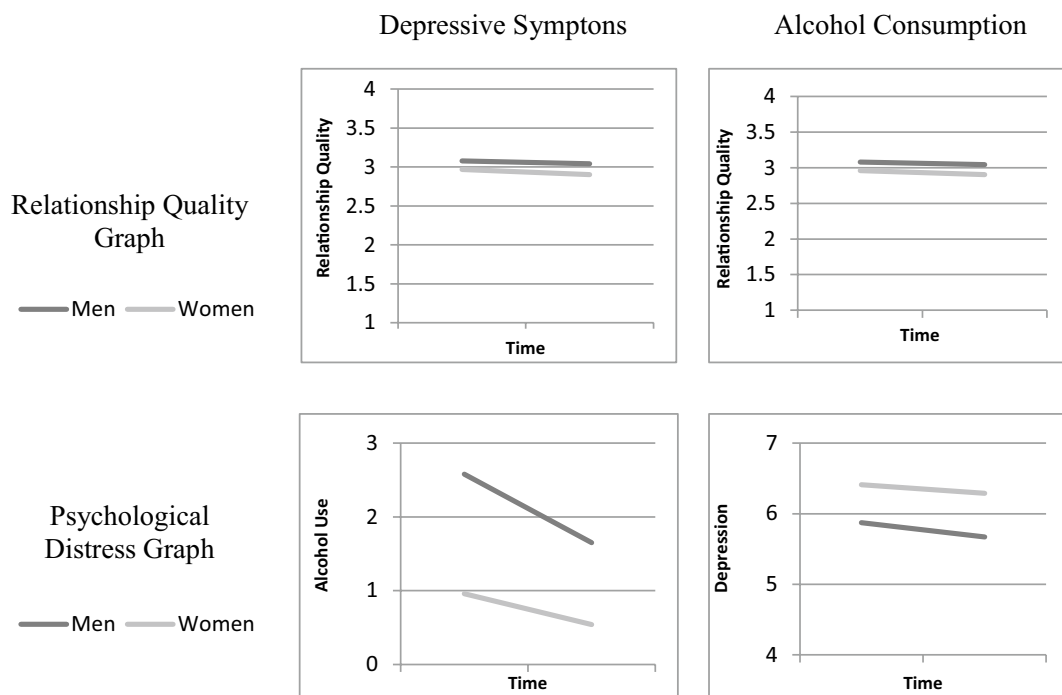 Depressive Symptons
Alcohol Consumption
Relationship Quality
Graph
Men Women
Relationship Quality
4
3.5
3
2.5
2
1.5
1
Time
Relationship Quality
4
3.5
3
2.5
2
1.5
1
Time
Psychological
Distress Graph
Men Women
Alcohol Use
3
2
1
0
Time
Depression
7
6
5
4
Time